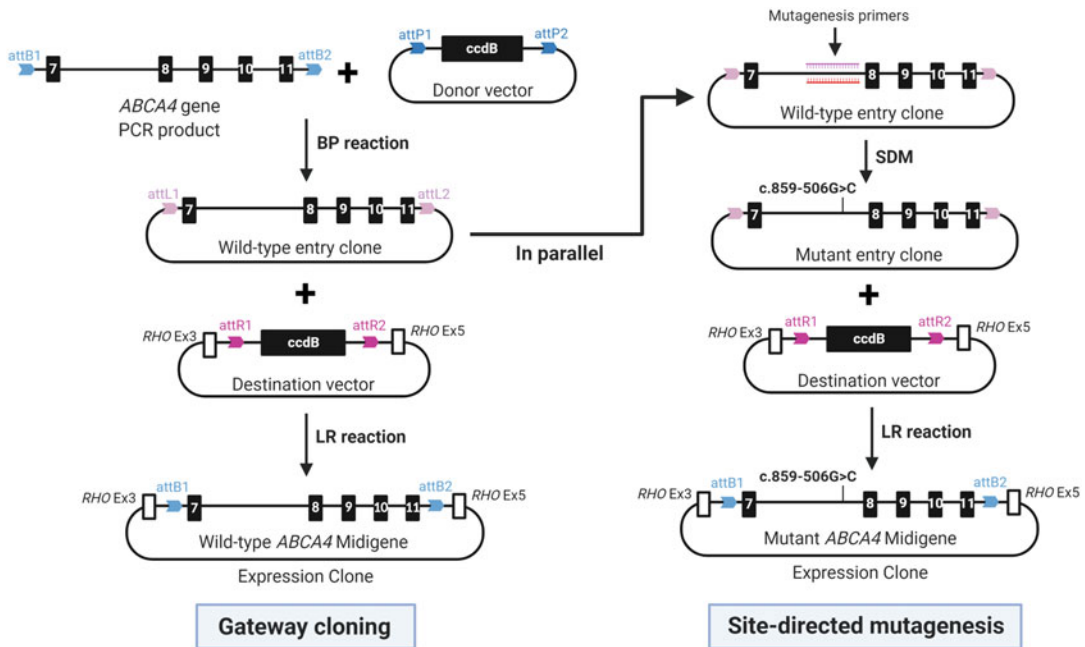 attB1
attB2
7
8
9
10
11
ABCA4 gene
PCR product
attP1
attP2
ccdB
Donor vector
BP reaction
attL1
attL2
7
8
9
10
11
Wild-type entry clone
In parallel
RHO Ex3
attR1
attR2
RHO Ex5
ccdB
Destination vector
LR reaction
RHO Ex3
attB1
attB2
RHO Ex5
7
8
9
10
11
Wild-type ABCA4 Midigene
Expression Clone
Gateway cloning
Mutagenesis primers
7
8
9
10
11
Wild-type entry clone
SDM
c.859-506G>C
7
8
9
10
11
Mutant entry clone
RHO Ex3
attR1
attR2
RHO Ex5
ccdB
Destination vector
LR reaction
c.859-506G>C
RHO Ex3
attB1
attB2
RHO Ex5
7
8
9
10
11
Mutant ABCA4 Midigene
Expression Clone
Site-directed mutagenesis